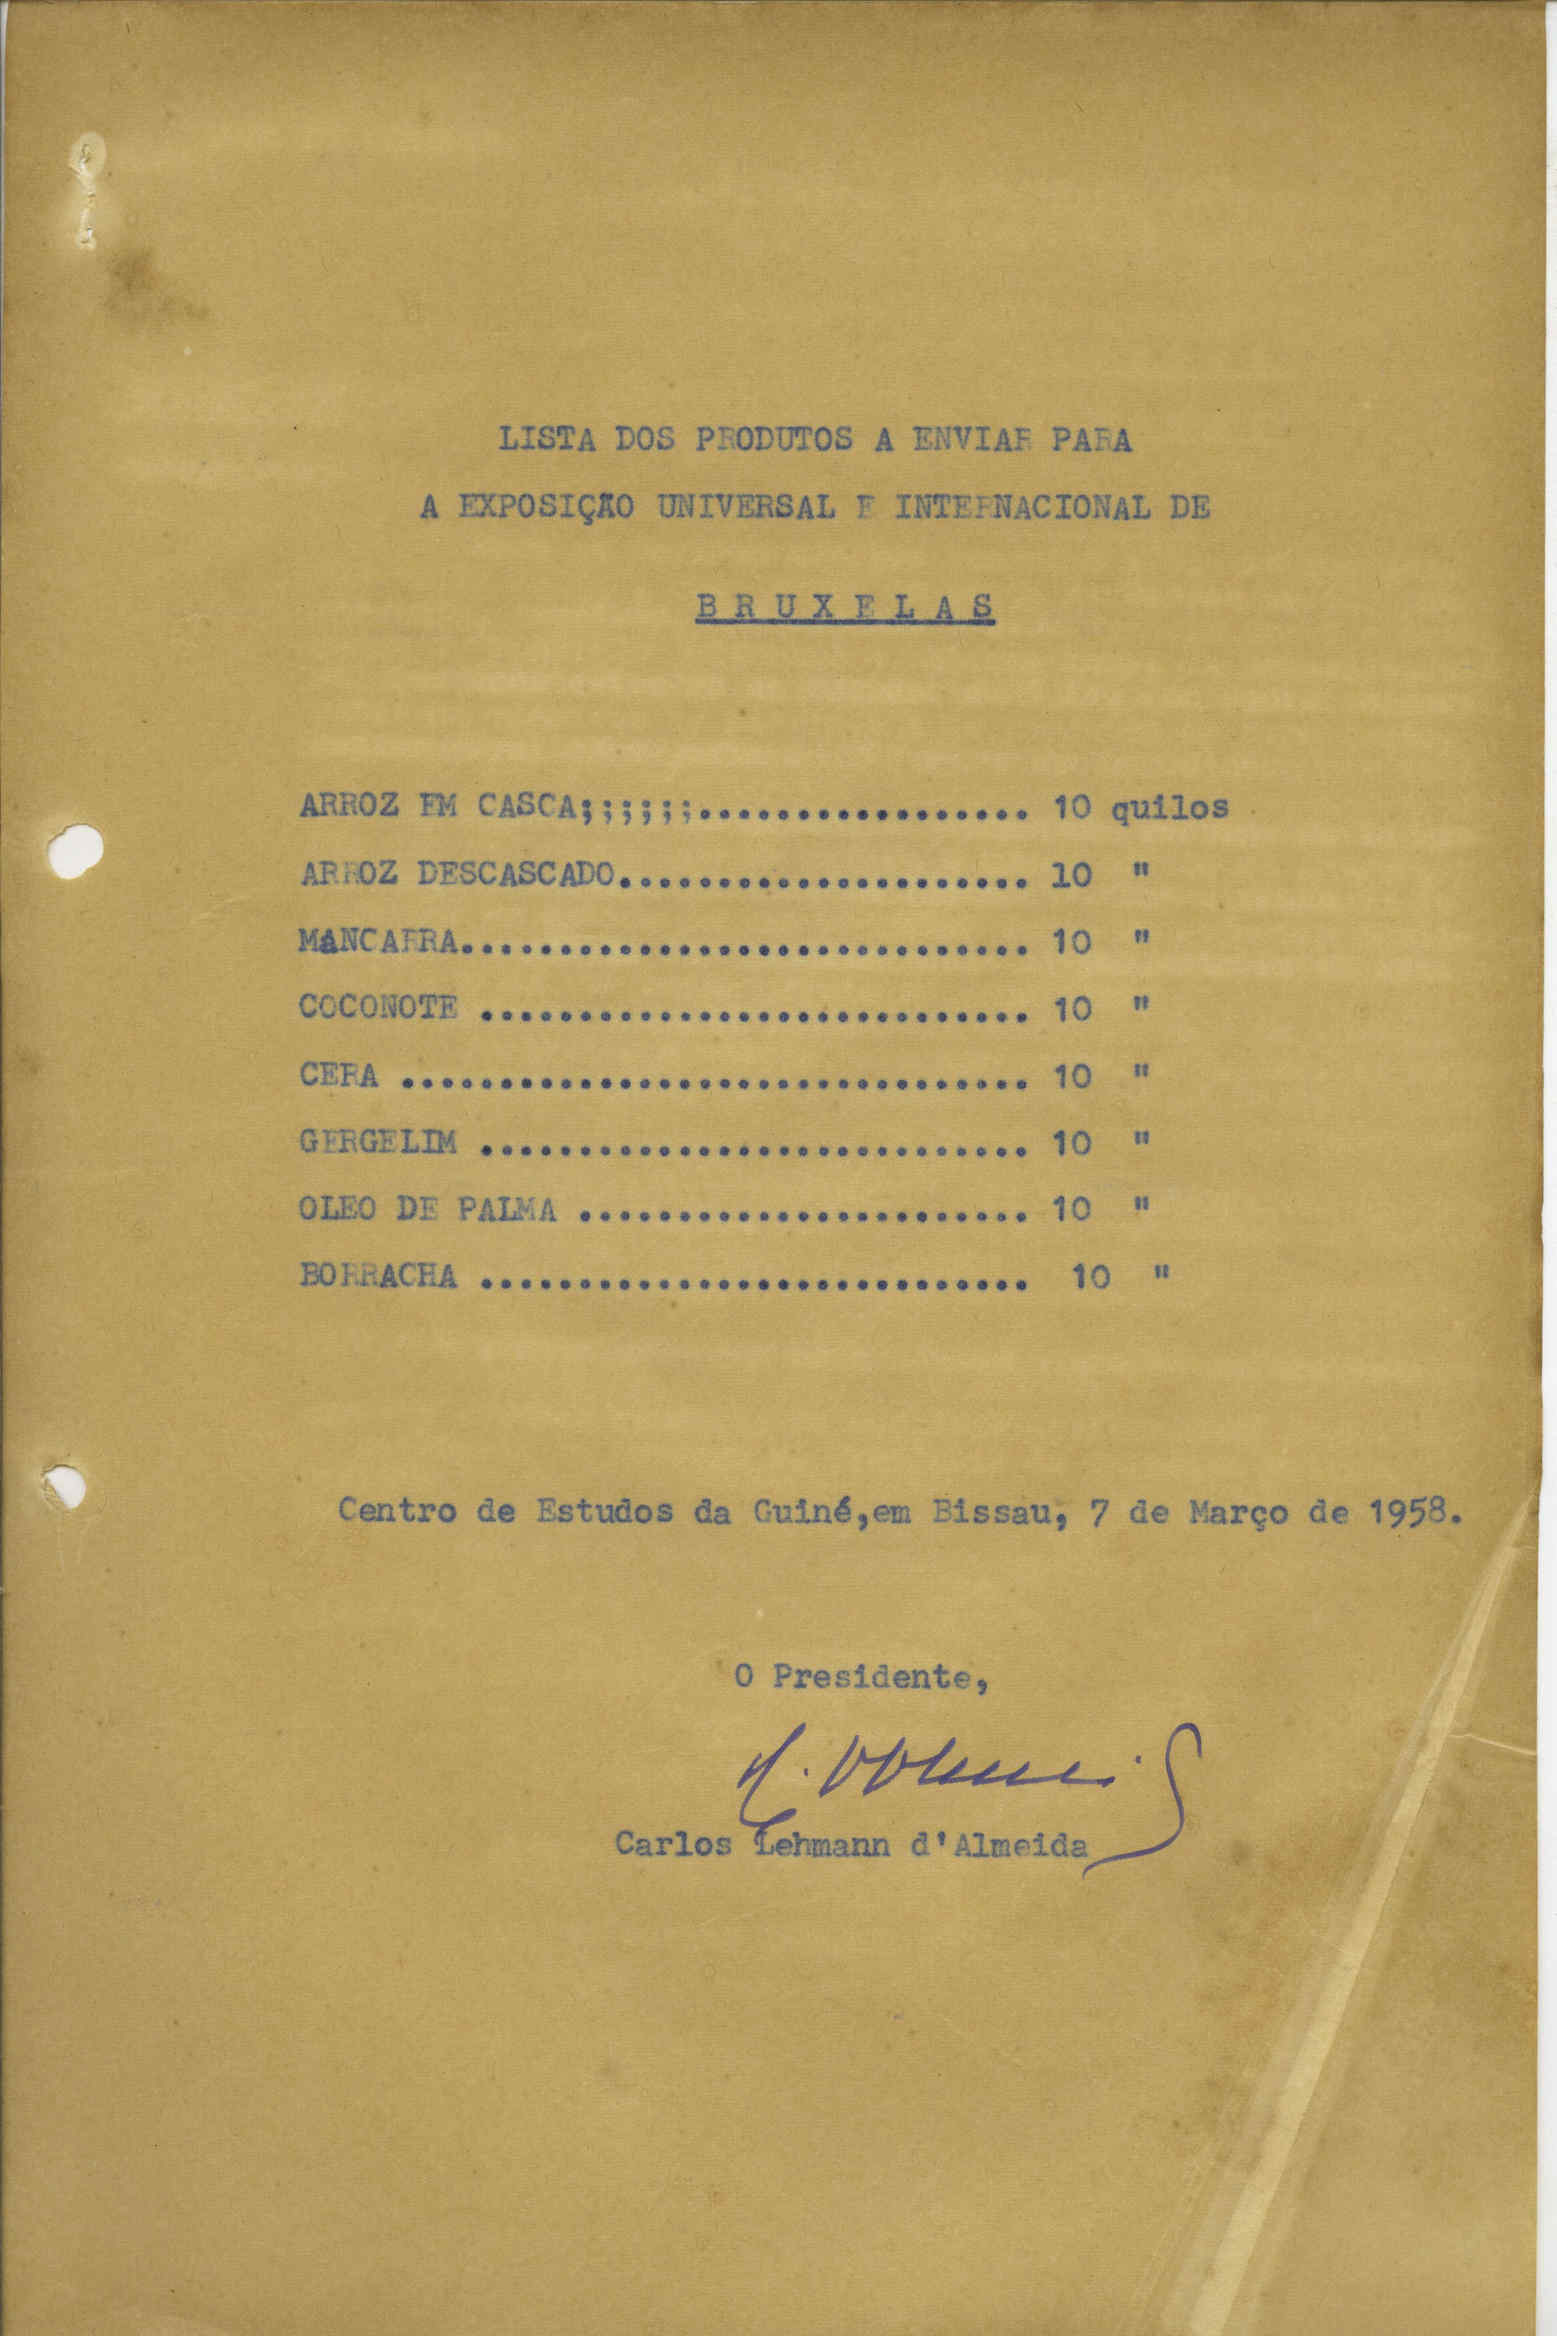 LISTA DOS PRODUTOS A ENVIAR PARA
A EXPOSIÇÃO UNIVERSAL E INTERNACIONAL DE
B R U X E L A S
ARROZ EM CASCA;;;;;;................. 10 quilos
ARROZ DESCASCADO..................... 10 "
MANCARRA............................. 10 "
COCONOTE ............................ 10 "
CERA ................................ 10 "
GERGELIM ............................ 10 "
OLEO DE PALMA ....................... 10 "
BORRACHA ............................ 10 "
Centro de Estudos da Guiné,em Bissau, 7 de Março de 1958.
O Presidente,
Carlos Lehmann d'Almeida